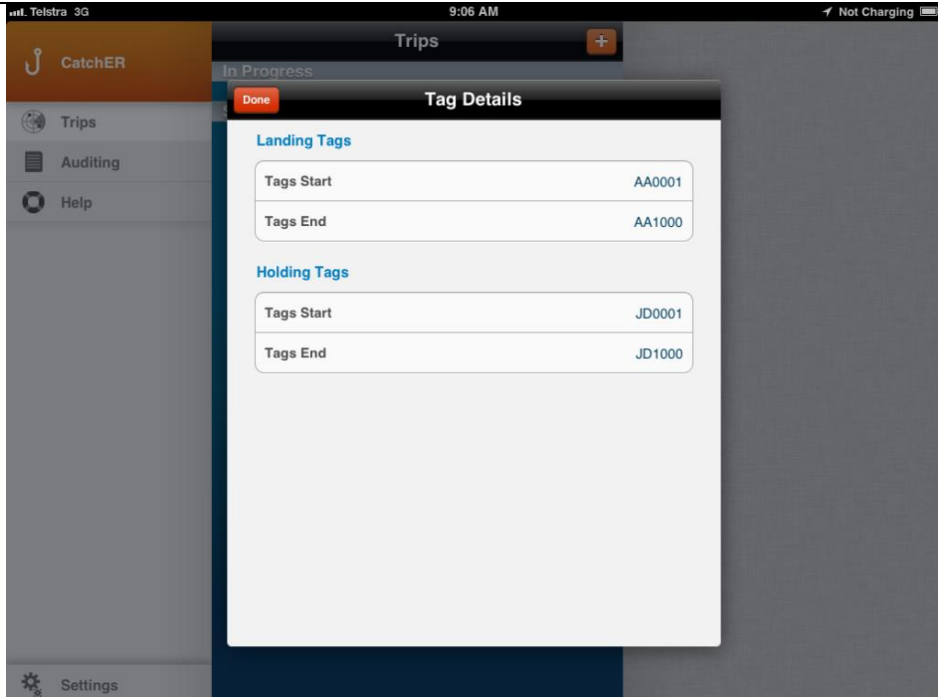 Telstra 3G 9:06 AM Not Charging
CatchER
Trips
In Progress
Trips
Auditing
Help
Settings
Done Tag Details
Landing Tags
Tags Start AA0001
Tags End AA1000
Holding Tags
Tags Start JD0001
Tags End JD1000